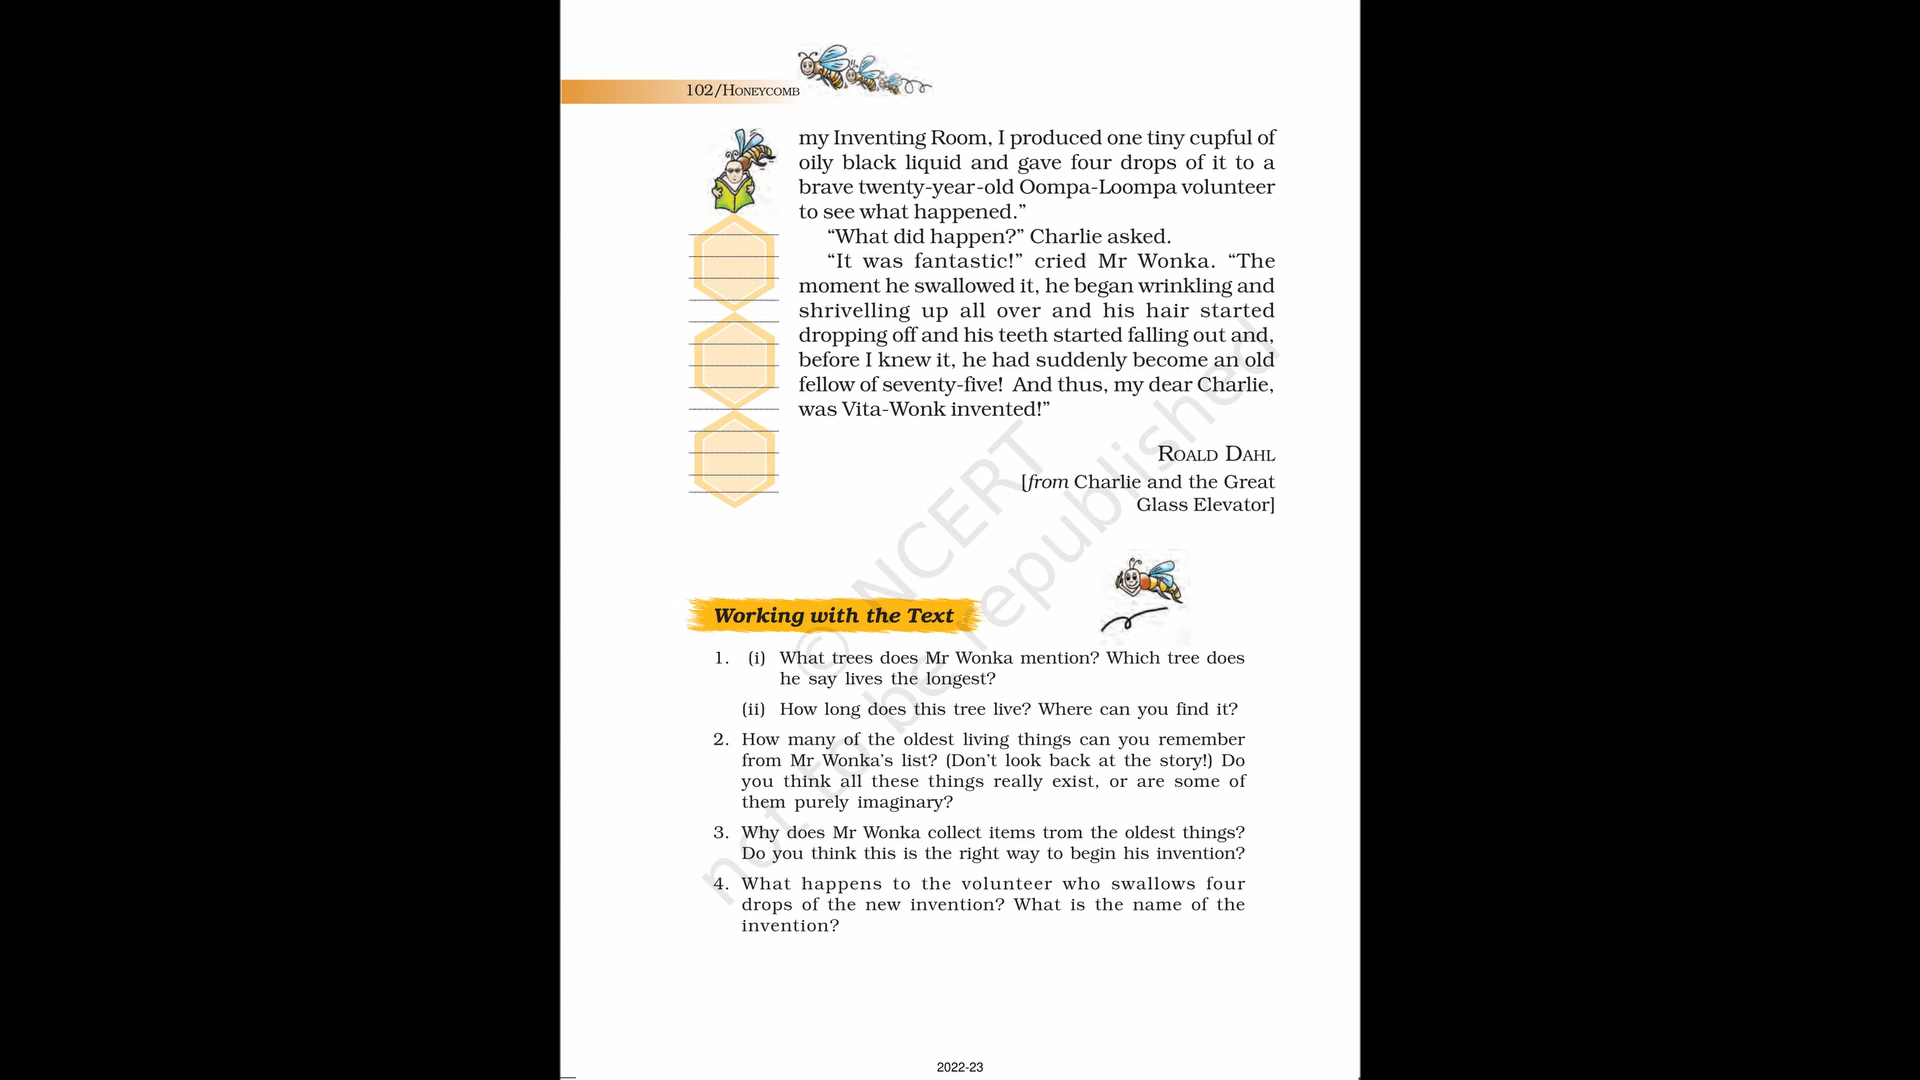 102/HONEYCOMB
my Inventing Room, I produced one tiny cupful of
oily black liquid and gave four drops of it to a
brave twenty-year-old Oompa-Loompa volunteer
to see what happened.”
“What did happen?” Charlie asked.
“It was fantastic!” cried Mr Wonka. “The
moment he swallowed it, he began wrinkling and
shrivelling up all over and his hair started
dropping off and his teeth started falling out and,
before I knew it, he had suddenly become an old
fellow of seventy-five! And thus, my dear Charlie,
was Vita-Wonk invented!”
ROALD DAHL
[from Charlie and the Great
Glass Elevator]
Working with the Text
1. (i) What trees does Mr Wonka mention? Which tree does
he say lives the longest?
(ii) How long does this tree live? Where can you find it?
2. How many of the oldest living things can you remember
from Mr Wonka’s list? (Don’t look back at the story!) Do
you think all these things really exist, or are some of
them purely imaginary?
3. Why does Mr Wonka collect items trom the oldest things?
Do you think this is the right way to begin his invention?
4. What happens to the volunteer who swallows four
drops of the new invention? What is the name of the
invention?
© NCERT
not to be republished
2022-23